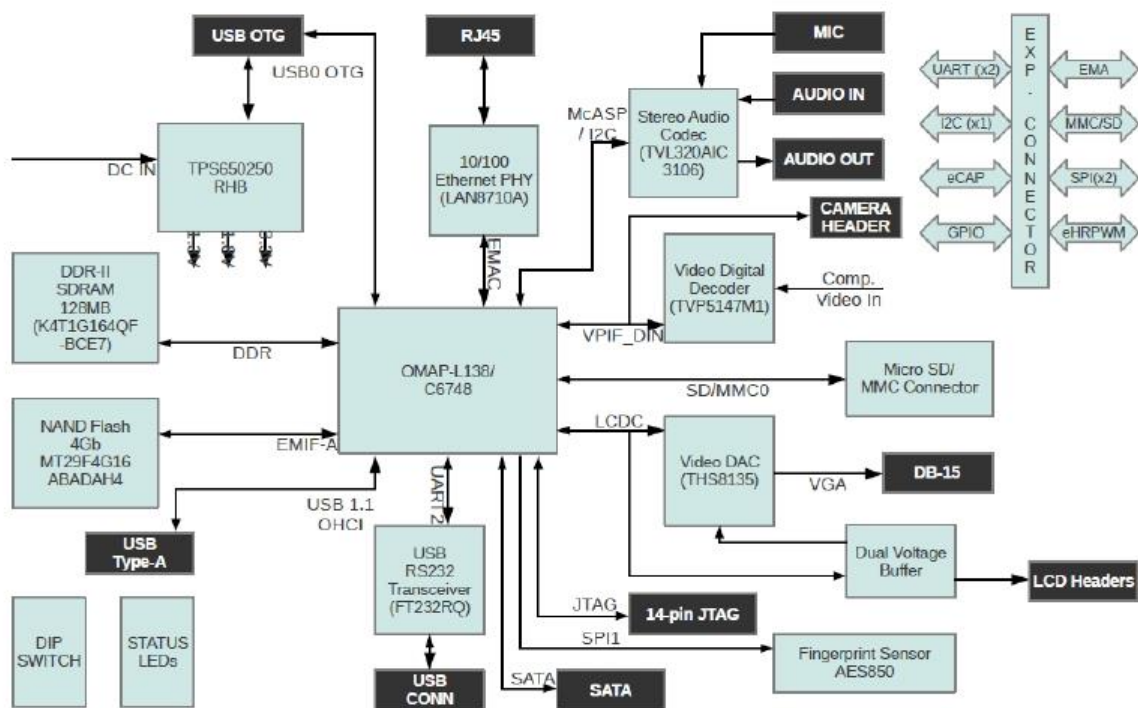 USB OTG
USB0 OTG
RJ45
MIC
AUDIO IN
AUDIO OUT
McASP
/ I2C
Stereo Audio
Codec
(TVL320AIC
3106)
EXP. CONNECTOR
UART (x2)
EMA
I2C (x1)
MMC/SD
eCAP
SPI(x2)
GPIO
eHRPWM
DC IN
TPS650250
RHB
10/100
Ethernet PHY
(LAN8710A)
EMAC
CAMERA
HEADER
DDR-II
SDRAM
128MB
(K4T1G164QF
-BCE7)
DDR
Video Digital
Decoder
(TVP5147M1)
Comp.
Video In
VPIF_DIN
OMAP-L138/
C6748
SD/MMC0
Micro SD/
MMC Connector
NAND Flash
4Gb
MT29F4G16
ABADAH4
EMIF-A
LCDC
Video DAC
(THS8135)
VGA
DB-15
USB 1.1
OHCI
UART2
USB
Type-A
USB
RS232
Transceiver
(FT232RQ)
Dual Voltage
Buffer
LCD Headers
JTAG
14-pin JTAG
SPI1
Fingerprint Sensor
AES850
DIP
SWITCH
STATUS
LEDs
USB
CONN
SATA
SATA